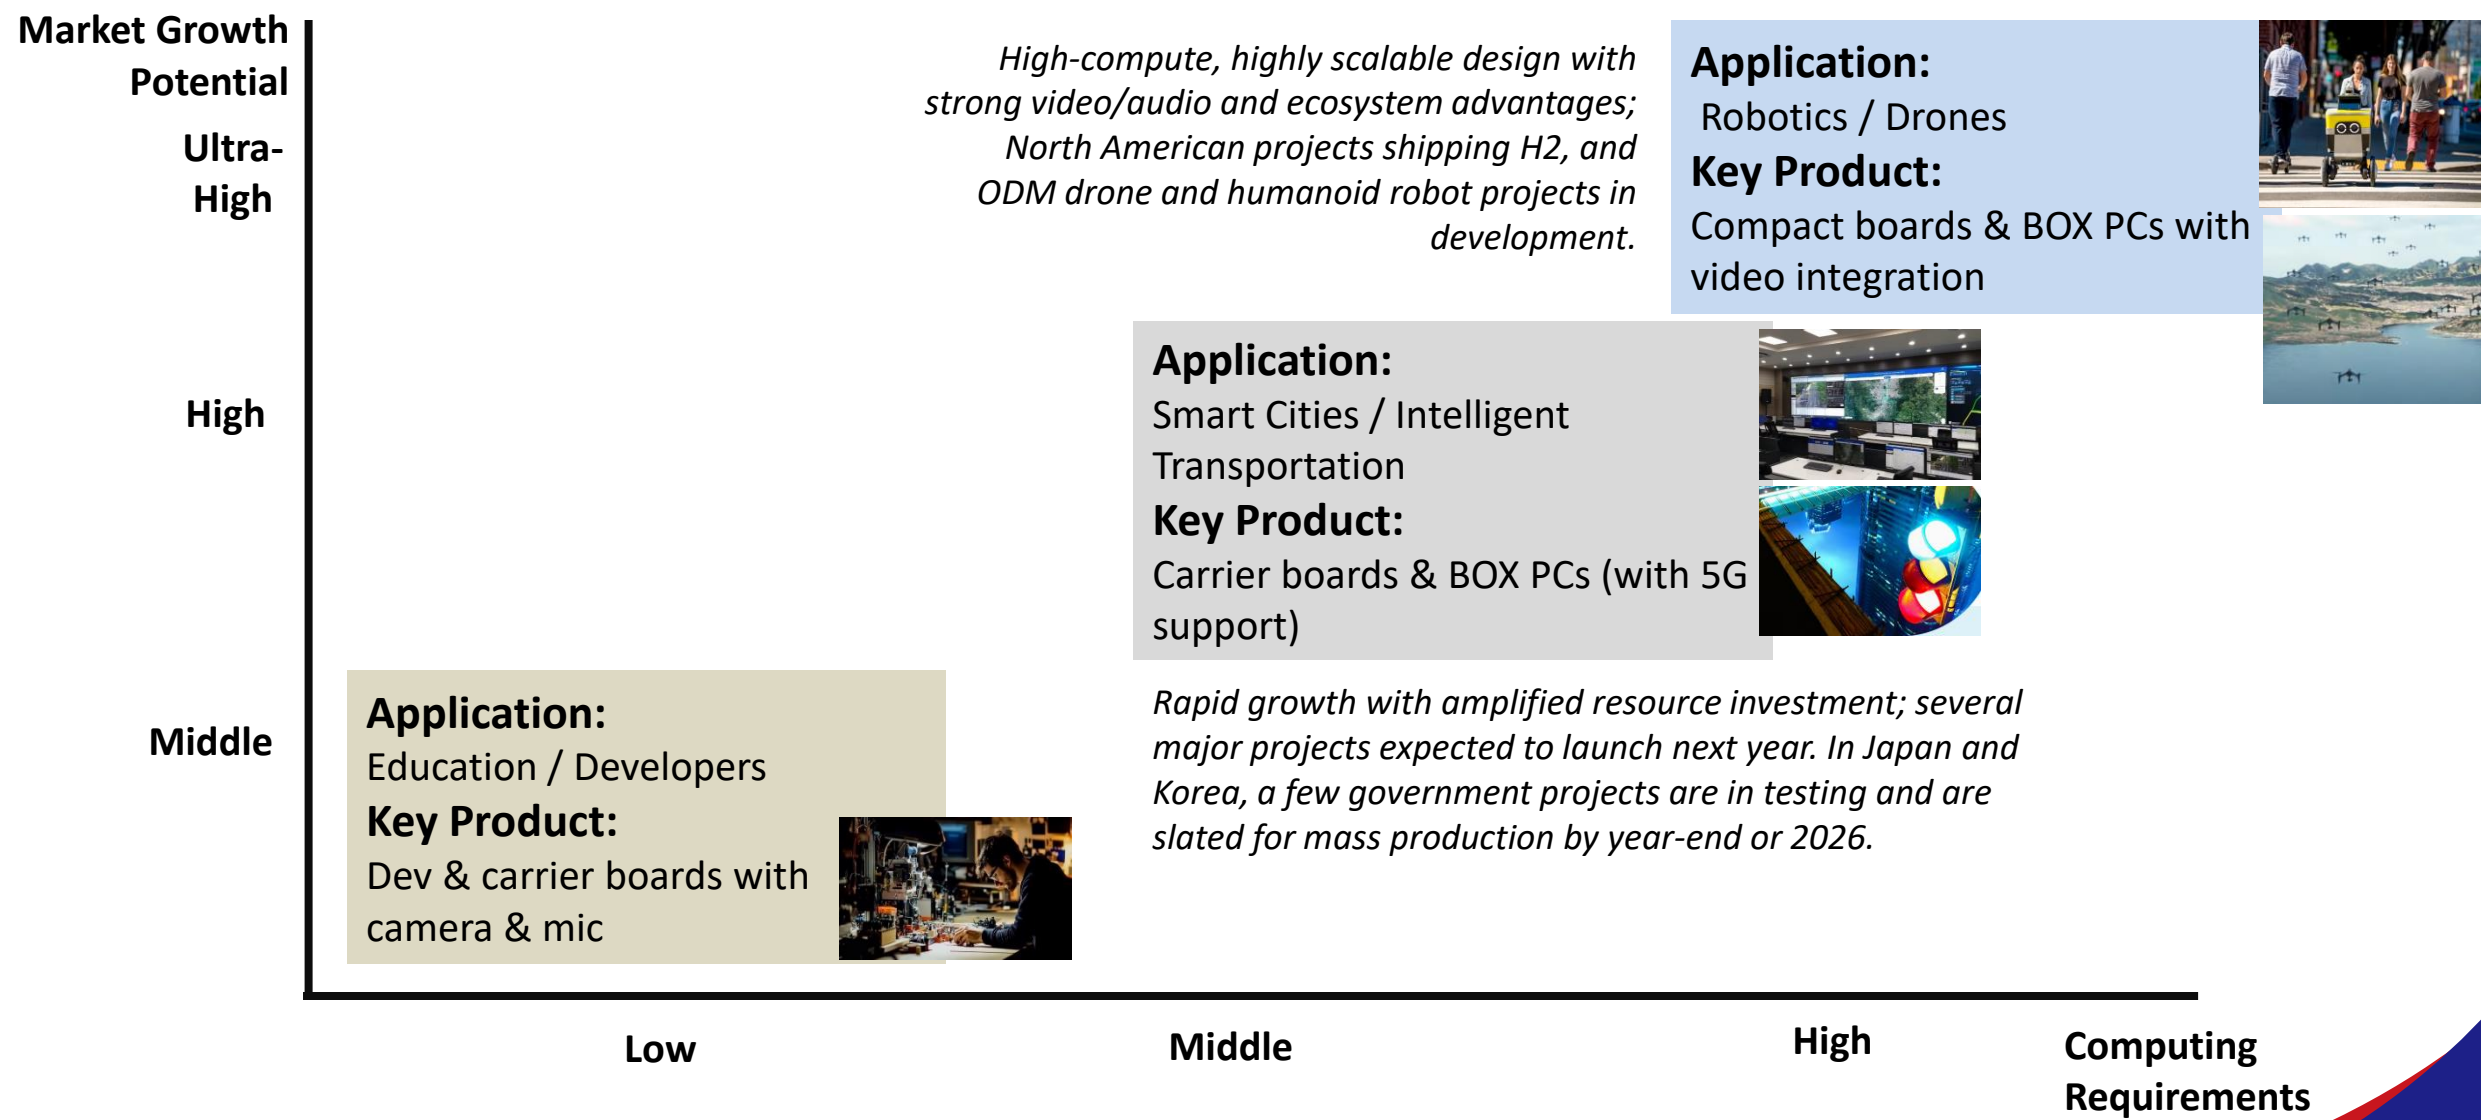 Market Growth
Potential
Ultra-
High
High-compute, highly scalable design with
strong video/audio and ecosystem advantages;
North American projects shipping H2, and
ODM drone and humanoid robot projects in
development.
Application:
Robotics / Drones
Key Product:
Compact boards & BOX PCs with
video integration
High
Application:
Smart Cities / Intelligent
Transportation
Key Product:
Carrier boards & BOX PCs (with 5G
support)
Rapid growth with amplified resource investment; several
major projects expected to launch next year. In Japan and
Korea, a few government projects are in testing and are
slated for mass production by year-end or 2026.
Middle
Application:
Education / Developers
Key Product:
Dev & carrier boards with
camera & mic
Low
Middle
High
Computing
Requirements